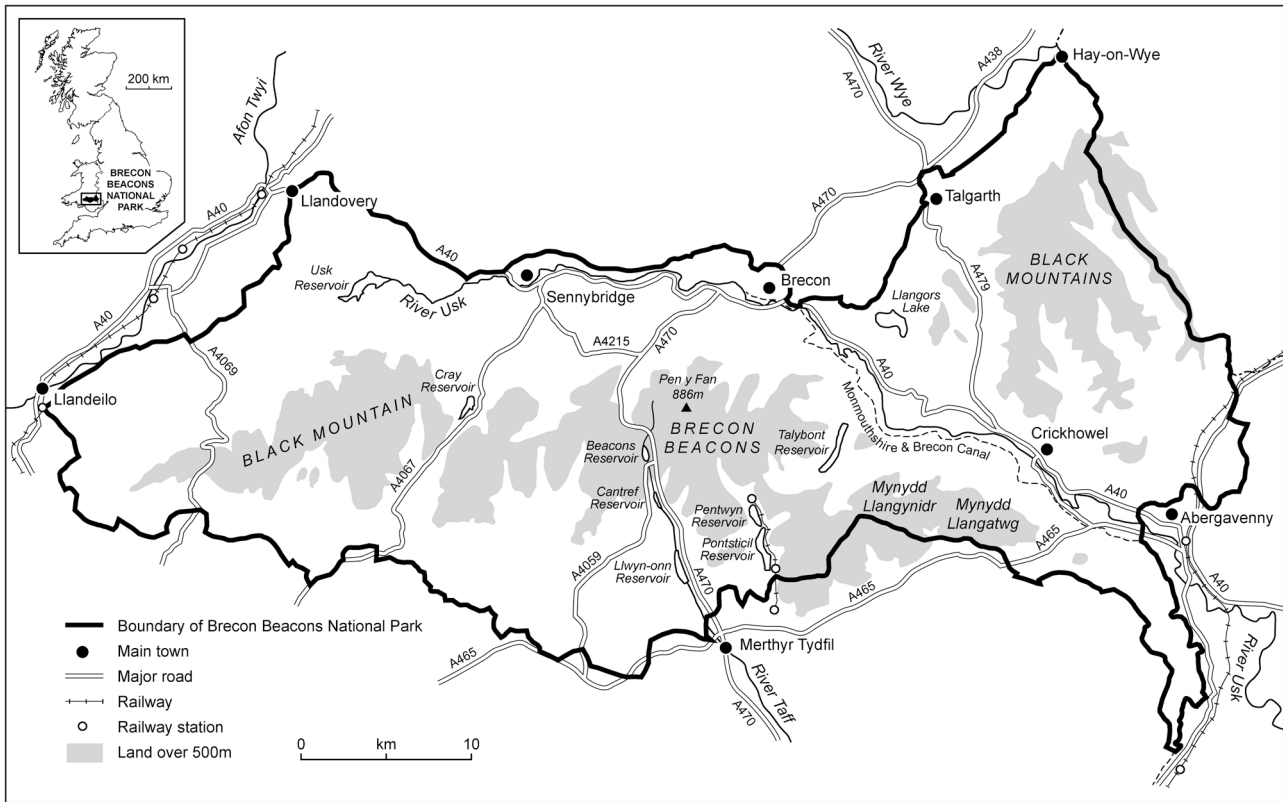 200 km
BRECON
BEACONS
NATIONAL
PARK
Afon Twyi
A40
Llandovery
A40
Usk
Reservoir
River Usk
Sennybridge
A40
A4069
Llandeilo
BLACK MOUNTAIN
Cray
Reservoir
A4067
A4215
A470
River Wye
A470
A438
Hay-on-Wye
A470
Talgarth
Brecon
Llangors
Lake
A479
BLACK
MOUNTAINS
Pen y Fan
886m
BRECON
BEACONS
A40
Monmouthshire & Brecon Canal
Talybont
Reservoir
Crickhowel
Beacons
Reservoir
Cantref
Reservoir
Pentwyn
Reservoir
Pontsticil
Reservoir
Mynydd
Llangynidr
Mynydd
Llangatwg
A40
Abergavenny
A465
A4059
Llwyn-onn
Reservoir
A470
A465
A40
Merthyr Tydfil
A465
River Taff
A470
River Usk
Boundary of Brecon Beacons National Park
Main town
Major road
Railway
Railway station
Land over 500m
0 km 10